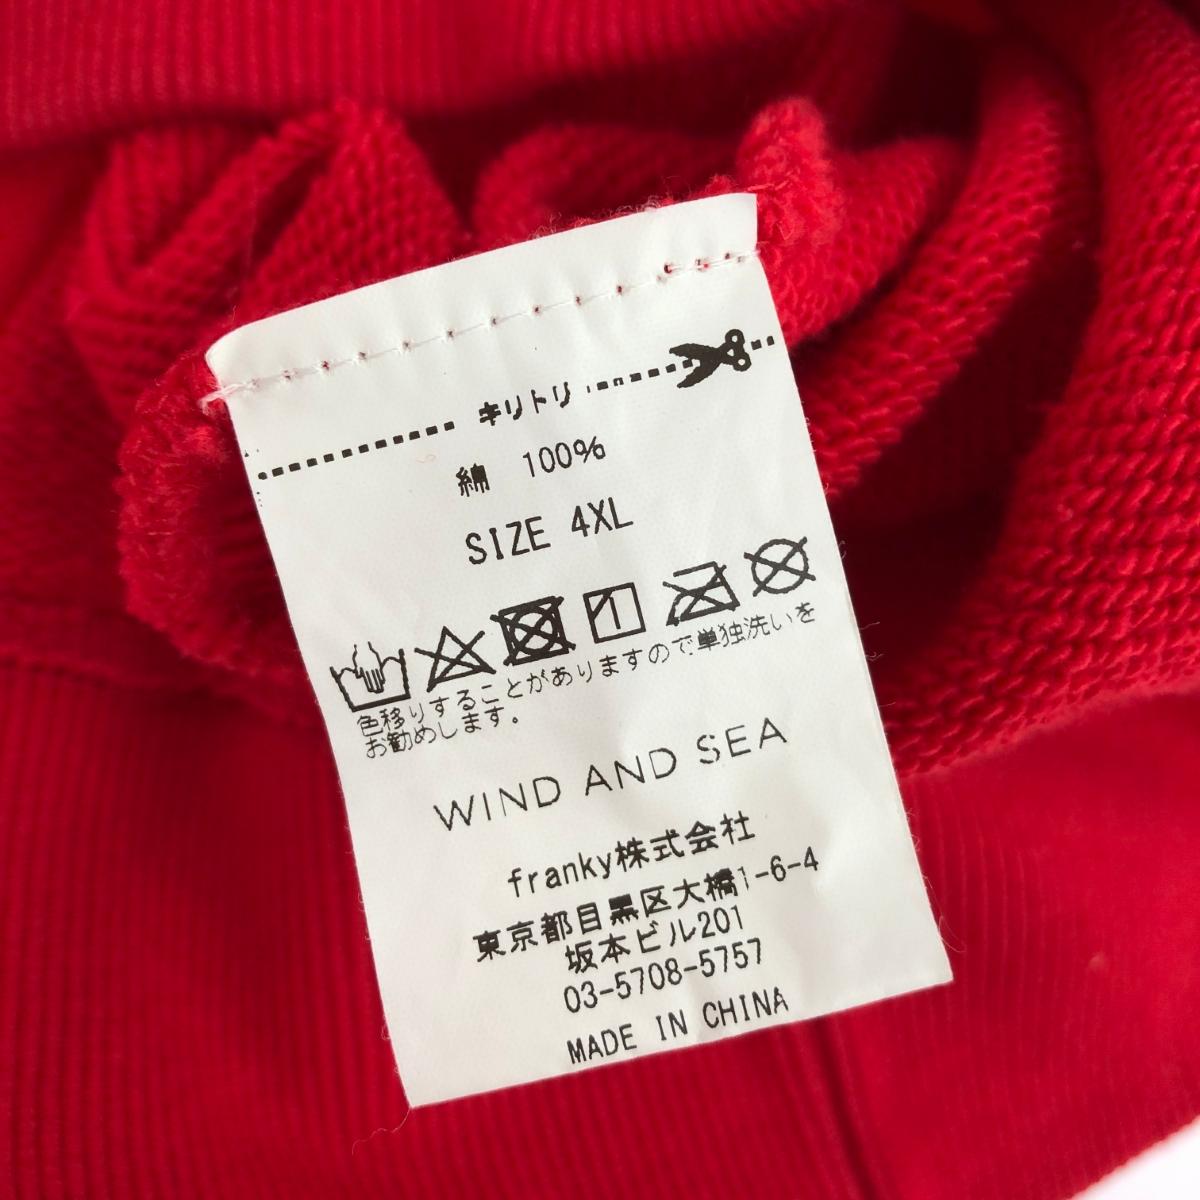 キリトリ
綿 100%
SIZE 4XL
色移りすることがありますので単独洗いを
お勧めします。
WIND AND SEA
franky株式会社
東京都目黒区大橋1-6-4
坂本ビル201
03-5708-5757
MADE IN CHINA